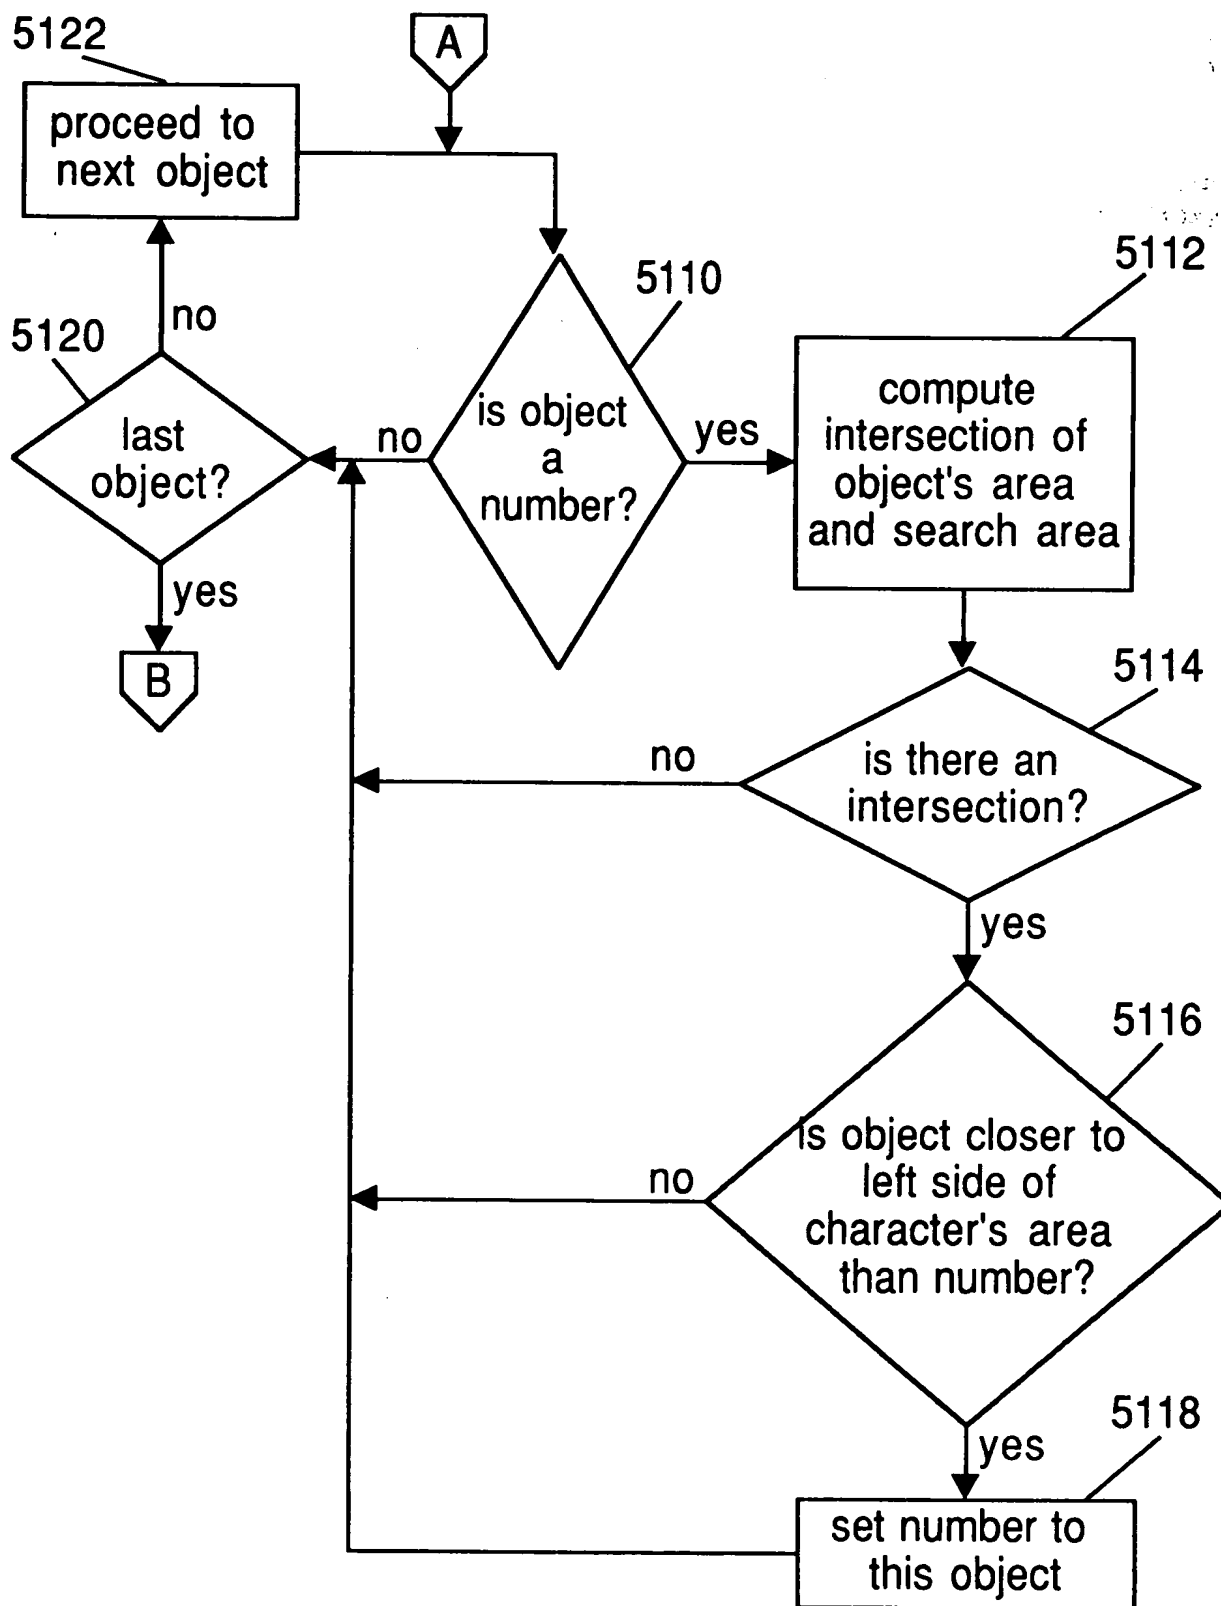 5122
A
proceed to
next object
5110
5112
no
5120
compute
intersection of
object's area
and search area
is object
a
number?
no
yes
last
object?
yes
B
5114
no
is there an
intersection?
yes
5116
is object closer to
left side of
character's area
than number?
no
5118
yes
set number to
this object